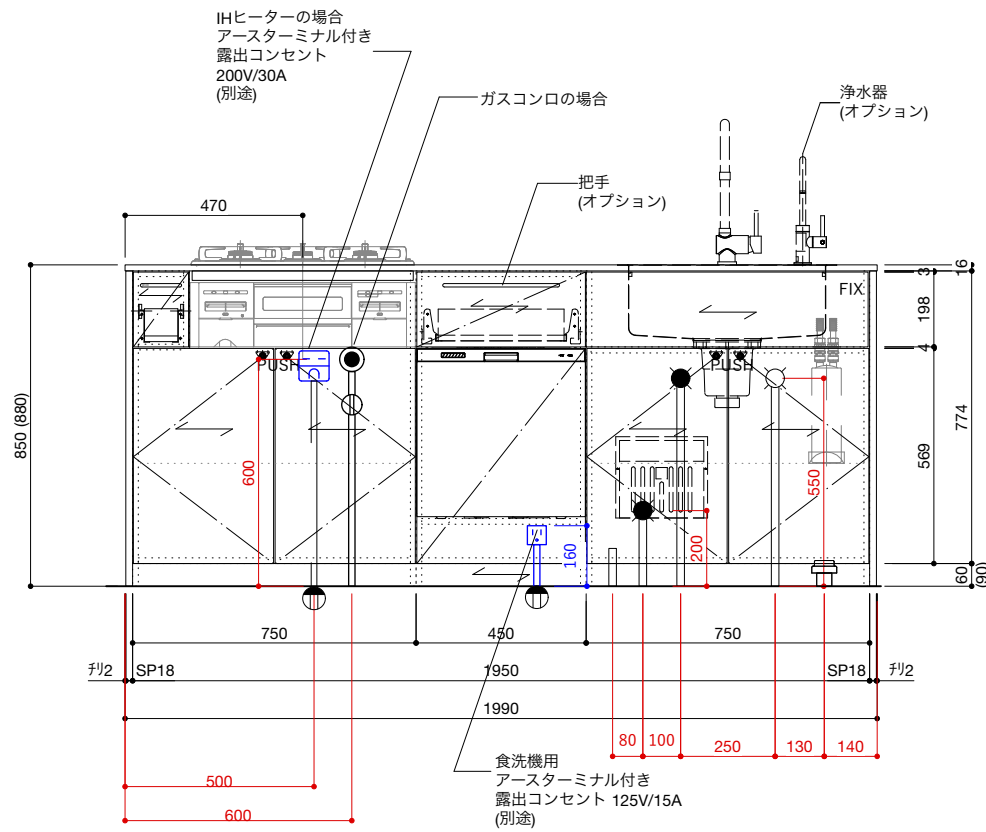 IHヒーターの場合
アースターミナル付き
露出コンセント
200V/30A
(別途)
ガスコンロの場合
浄水器
(オプション)
把手
(オプション)
470
16
3
FIX
198
4
PUSH
PUSH
850 (880)
774
569
600
550
200
160
60
(90)
750
450
750
チリ2
SP18
1950
SP18
チリ2
1990
80
100
250
130
140
500
600
食洗機用
アースターミナル付き
露出コンセント 125V/15A
(別途)